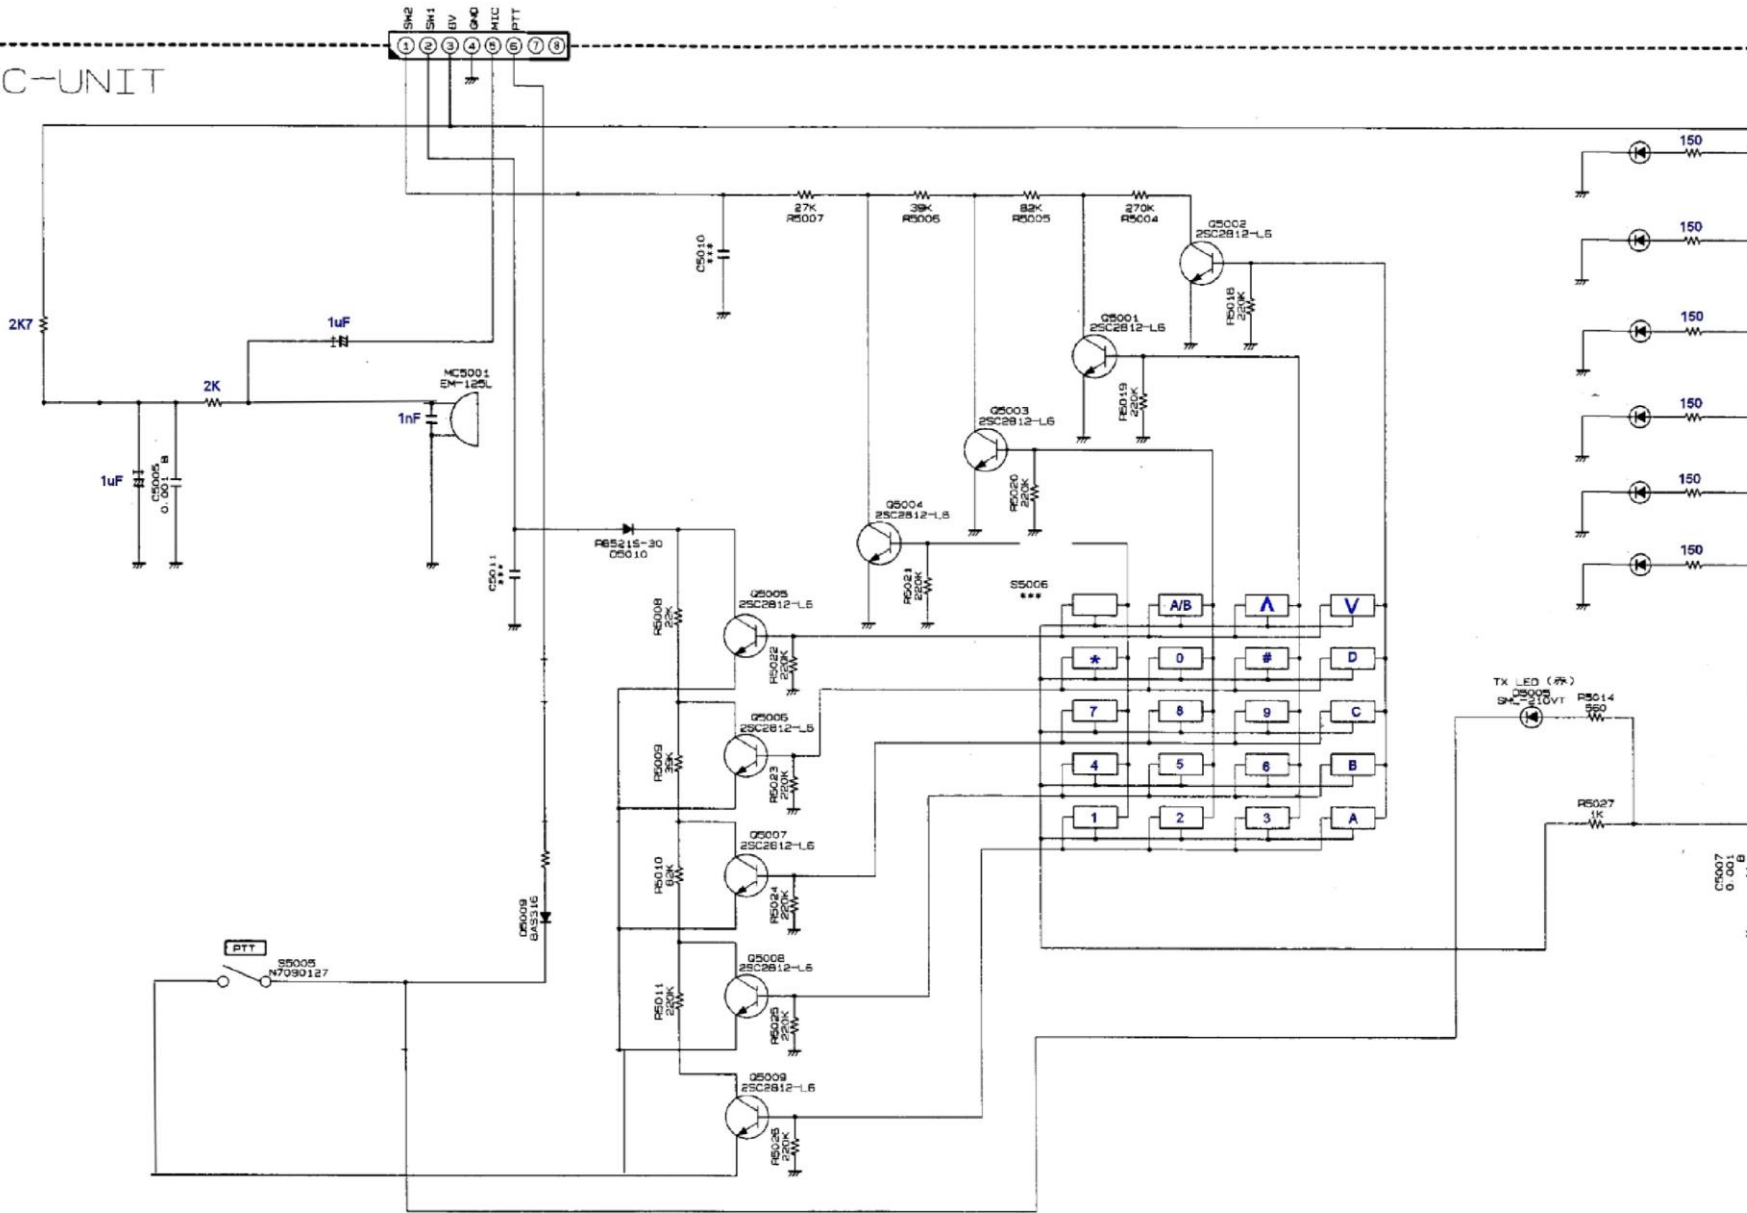 SW2
SW1
8V
GND
MIC
PTT
1 2 3 4 5 6 7 8
C-UNIT
150
27K
R5007
39K
R5006
82K
R5005
270K
R5004
Q5002
2SC2812-L6
150
C5010
***
R5018
220K
2K7
1uF
Q5001
2SC2812-L6
150
MC5001
EM-125L
2K
1nF
R5019
220K
Q5003
2SC2812-L6
150
1uF
C5005
0.001 B
R5020
220K
150
Q5004
2SC2812-L6
RB521S-30
D5010
150
C5011
***
R5021
220K
S5006
***
Q5005
2SC2812-L6
R5008
22K
A/B Λ V
R5022
220K
* 0 # D
TX LED (赤)
D5005
SML-210VT
R5014
560
7 8 9 C
Q5006
2SC2812-L6
R5009
39K
R5023
220K
4 5 6 B
R5027
1K
1 2 3 A
Q5007
2SC2812-L6
R5010
82K
R5024
220K
C5007
0.001
B
D5009
BAS316
PTT
S5005
N7090127
Q5008
2SC2812-L6
R5011
220K
R5025
220K
Q5009
2SC2812-L6
R5026
220K